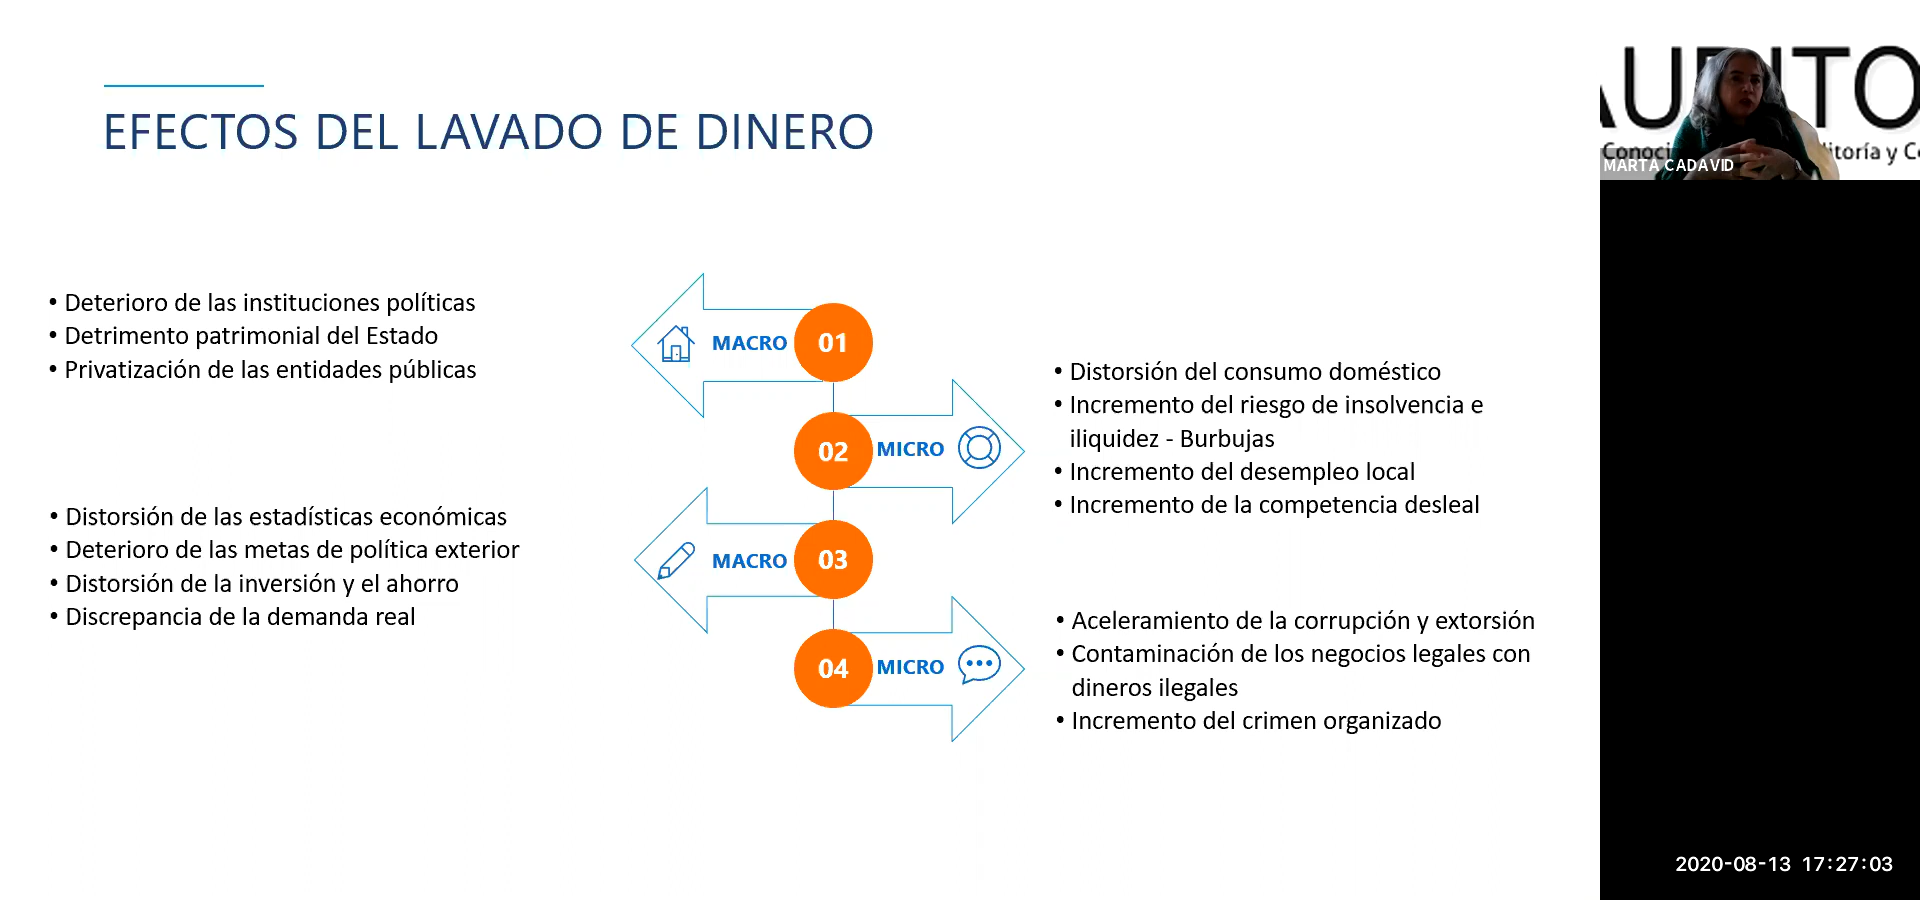 EFECTOS DEL LAVADO DE DINERO
• Deterioro de las instituciones políticas
• Detrimento patrimonial del Estado
• Privatización de las entidades públicas
MACRO 01
02 MICRO
• Distorsión del consumo doméstico
• Incremento del riesgo de insolvencia e
iliquidez - Burbujas
• Incremento del desempleo local
• Incremento de la competencia desleal
• Distorsión de las estadísticas económicas
• Deterioro de las metas de política exterior
• Distorsión de la inversión y el ahorro
• Discrepancia de la demanda real
MACRO 03
04 MICRO
• Aceleramiento de la corrupción y extorsión
• Contaminación de los negocios legales con
dineros ilegales
• Incremento del crimen organizado
MARTA CADAVID
2020-08-13 17:27:03